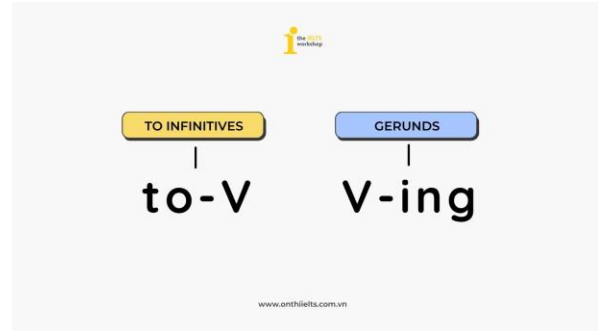 the IELTS
workshop
TO INFINITIVES
GERUNDS
to-V
V-ing
www.onthiielts.com.vn